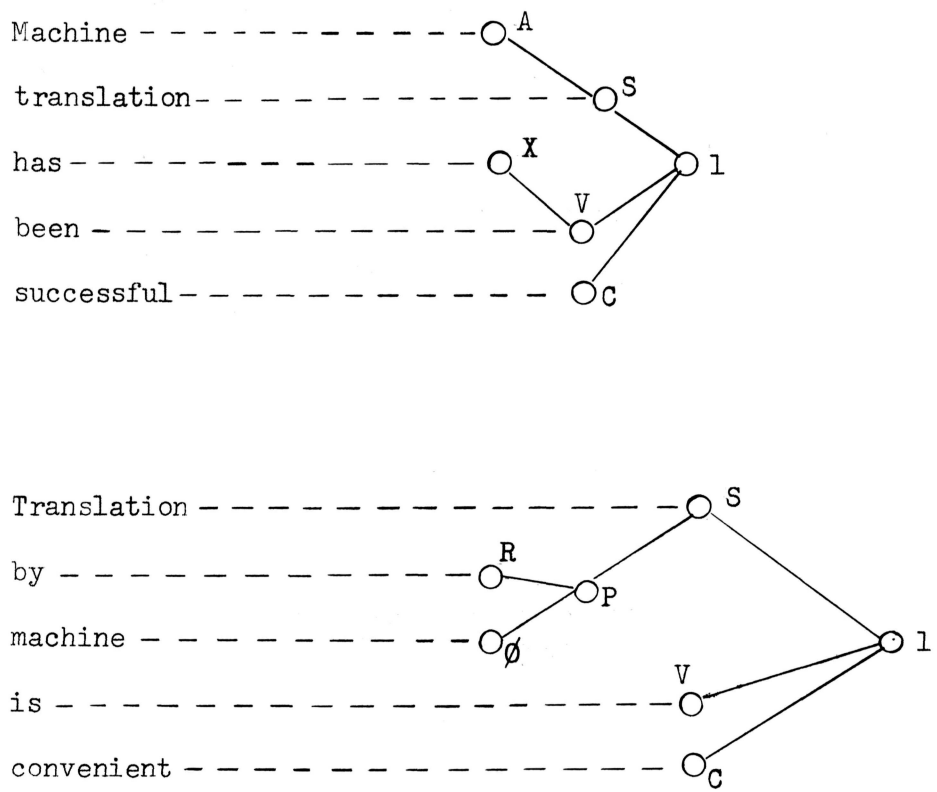 Machine A
translation S
has X 1
been V
successful C
Translation S
by R
P
machine Ø 1
is V
convenient C